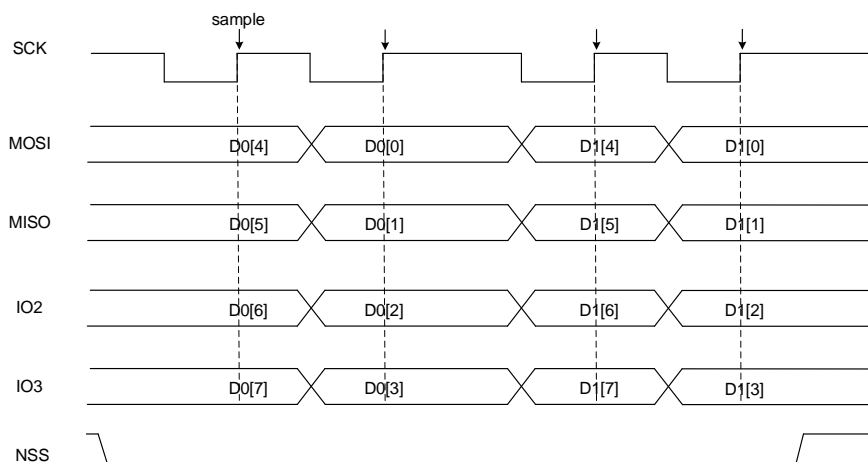 sample
SCK
MOSI D0[4] D0[0] D1[4] D1[0]
MISO D0[5] D0[1] D1[5] D1[1]
IO2 D0[6] D0[2] D1[6] D1[2]
IO3 D0[7] D0[3] D1[7] D1[3]
NSS